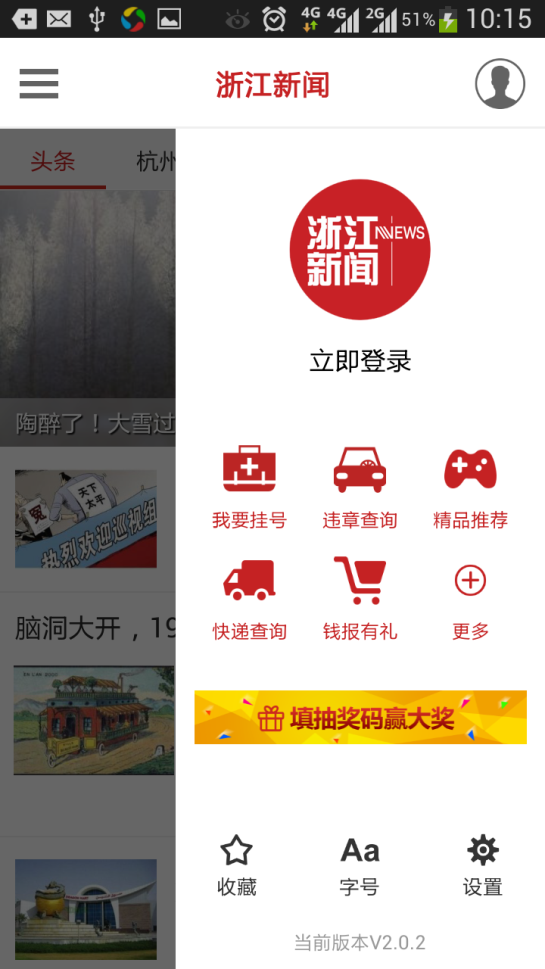 4G 4G 2G 51% 10:15
浙江新闻
头条
杭州
浙江 NEWS
新闻
立即登录
陶醉了！大雪过
我要挂号 违章查询 精品推荐
冤
天下
太平
热烈欢迎巡视组
快递查询 钱报有礼 更多
脑洞大开，19
填抽奖码赢大奖
Aa
收藏 字号 设置
当前版本V2.0.2